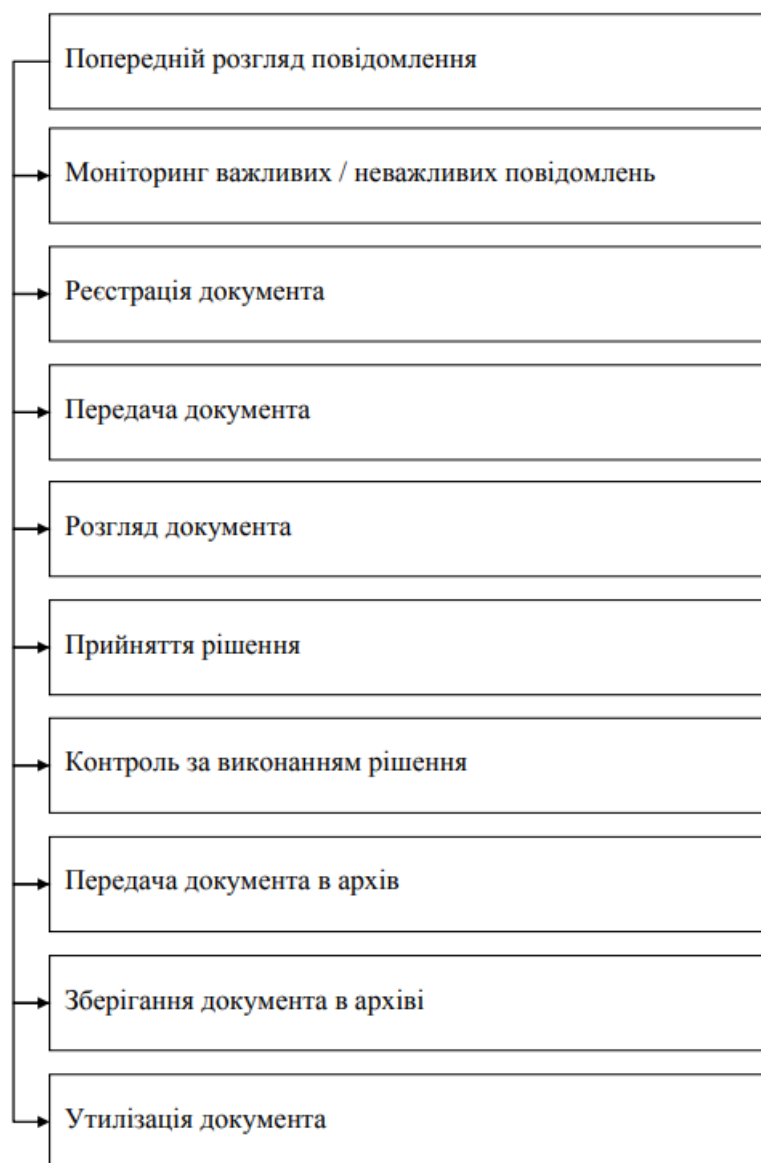 Попередній розгляд повідомлення
Моніторинг важливих / неважливих повідомлень
Реєстрація документа
Передача документа
Розгляд документа
Прийняття рішення
Контроль за виконанням рішення
Передача документа в архів
Зберігання документа в архіві
Утилізація документа